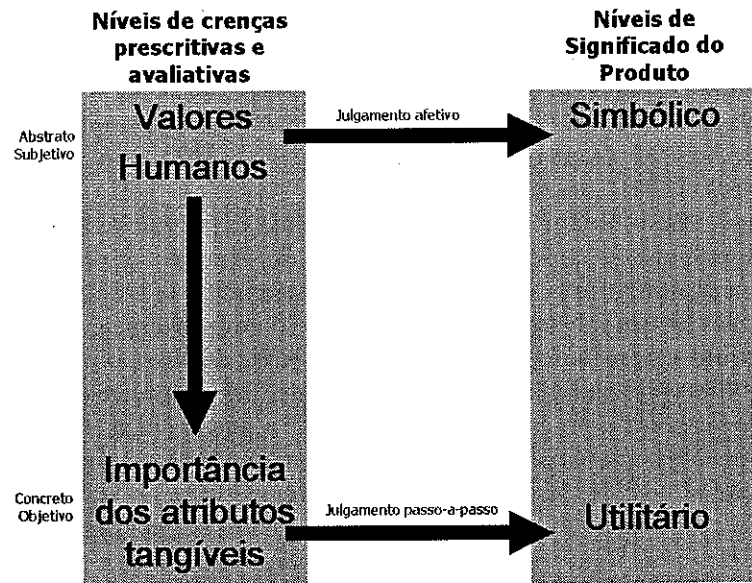 Níveis de crenças
prescritivas e
avaliativas
Níveis de
Significado do
Produto
Abstrato
Subjetivo
Valores
Humanos
Julgamento afetivo
Simbólico
Concreto
Objetivo
Importância
dos atributos
tangíveis
Julgamento passo-a-passo
Utilitário